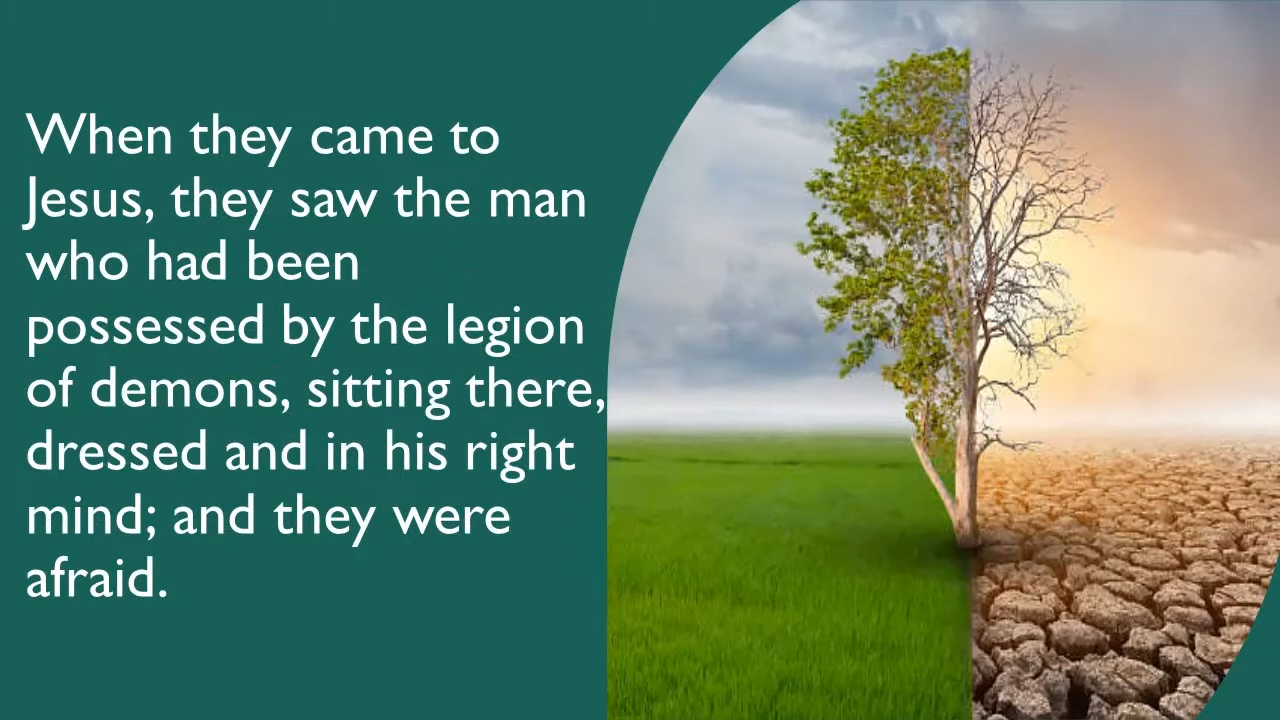 When they came to
Jesus, they saw the man
who had been
possessed by the legion
of demons, sitting there,
dressed and in his right
mind; and they were
afraid.